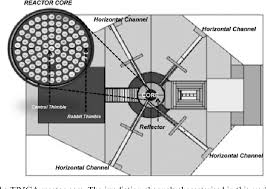 REACTOR CORE
Horizontal Channel
Horizontal Channel
Central Thimble
Rabbit Thimble
CORE
Reflector
Horizontal Channel
Horizontal Channel